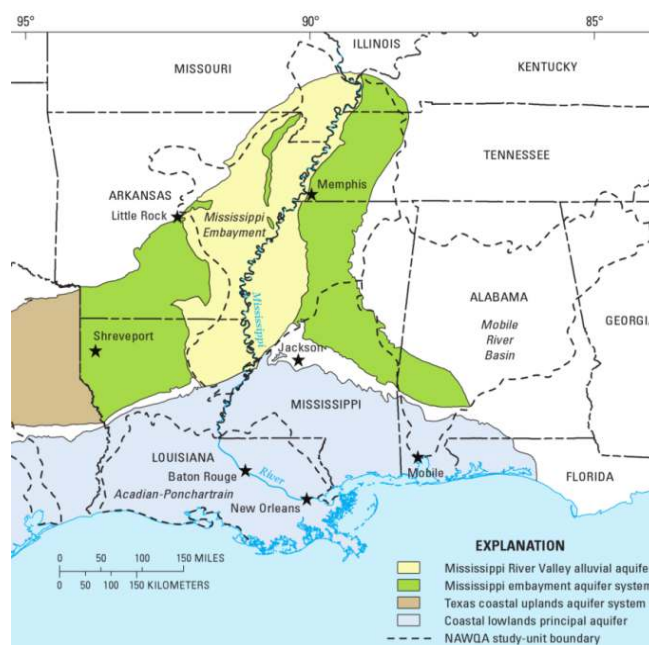 95°
90°
85°
ILLINOIS
MISSOURI
KENTUCKY
TENNESSEE
Memphis
ARKANSAS
Little Rock
Mississippi
Embayment
Mississippi
ALABAMA
GEORGIA
Mobile
River
Basin
Shreveport
Jackson
MISSISSIPPI
LOUISIANA
Baton Rouge
River
Mobile
Acadian-Ponchartrain
New Orleans
FLORIDA
0 50 100 150 MILES
0 50 100 150 KILOMETERS
EXPLANATION
Mississippi River Valley alluvial aquifer
Mississippi embayment aquifer system
Texas coastal uplands aquifer system
Coastal lowlands principal aquifer
NAWQA study-unit boundary